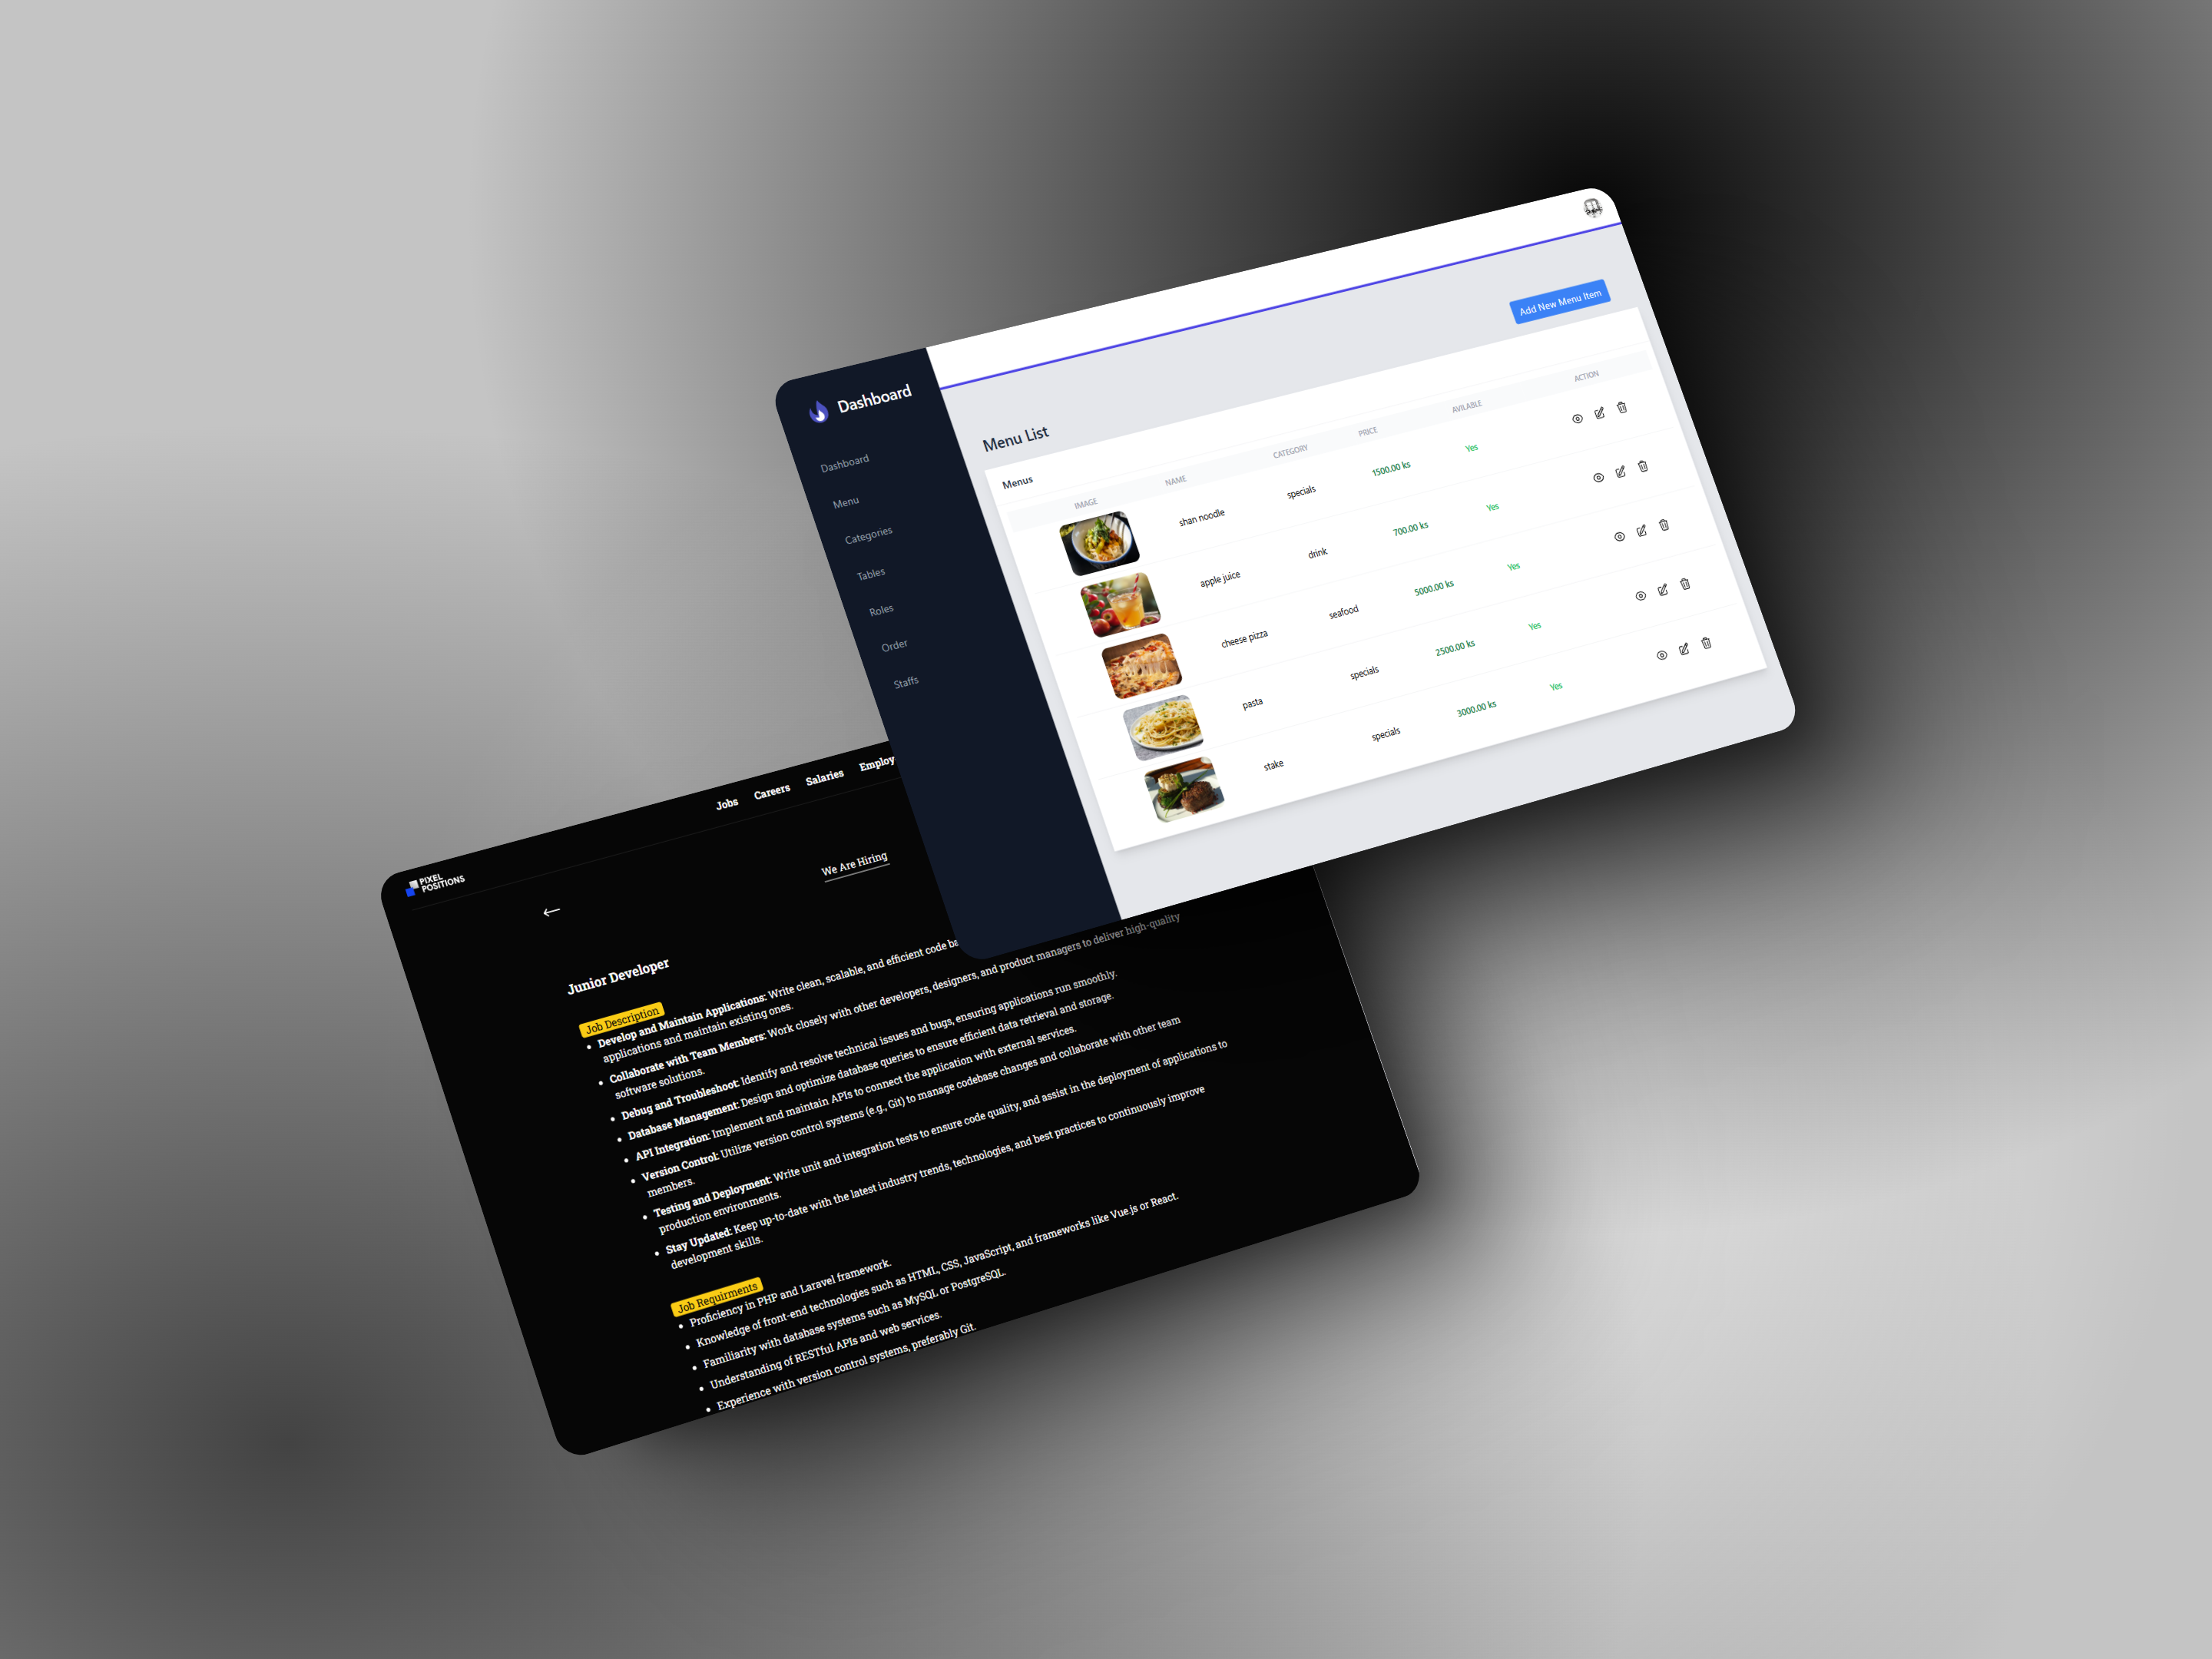 Dashboard
Dashboard
Menu
Categories
Tables
Roles
Order
Staffs
Add New Menu Item
Menu List
Menus
IMAGE NAME CATEGORY PRICE AVILABLE ACTION
shan noodle specials 1500.00 ks Yes
apple juice drink 700.00 ks Yes
cheese pizza seafood 5000.00 ks Yes
pasta specials 2500.00 ks Yes
stake specials 3000.00 ks Yes
PIXEL
POSITIONS
Jobs Careers Salaries Employ
We Are Hiring
Junior Developer
Job Description
Develop and Maintain Applications: Write clean, scalable, and efficient code ba
applications and maintain existing ones.
Collaborate with Team Members: Work closely with other developers, designers, and product managers to deliver high-quality
software solutions.
Debug and Troubleshoot: Identify and resolve technical issues and bugs, ensuring applications run smoothly.
Database Management: Design and optimize database queries to ensure efficient data retrieval and storage.
API Integration: Implement and maintain APIs to connect the application with external services.
Version Control: Utilize version control systems (e.g., Git) to manage codebase changes and collaborate with other team
members.
Testing and Deployment: Write unit and integration tests to ensure code quality, and assist in the deployment of applications to
production environments.
Stay Updated: Keep up-to-date with the latest industry trends, technologies, and best practices to continuously improve
development skills.
Job Requirments
Proficiency in PHP and Laravel framework.
Knowledge of front-end technologies such as HTML, CSS, JavaScript, and frameworks like Vue.js or React.
Familiarity with database systems such as MySQL or PostgreSQL.
Understanding of RESTful APIs and web services.
Experience with version control systems, preferably Git.